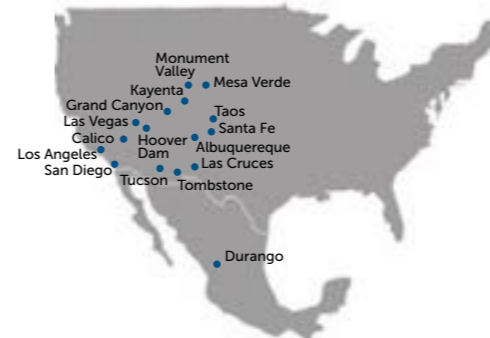 Monument
Valley
Mesa Verde
Kayenta
Grand Canyon
Taos
Las Vegas
Santa Fe
Calico
Hoover
Dam
Albuquereque
Los Angeles
Las Cruces
San Diego
Tucson
Tombstone
Durango